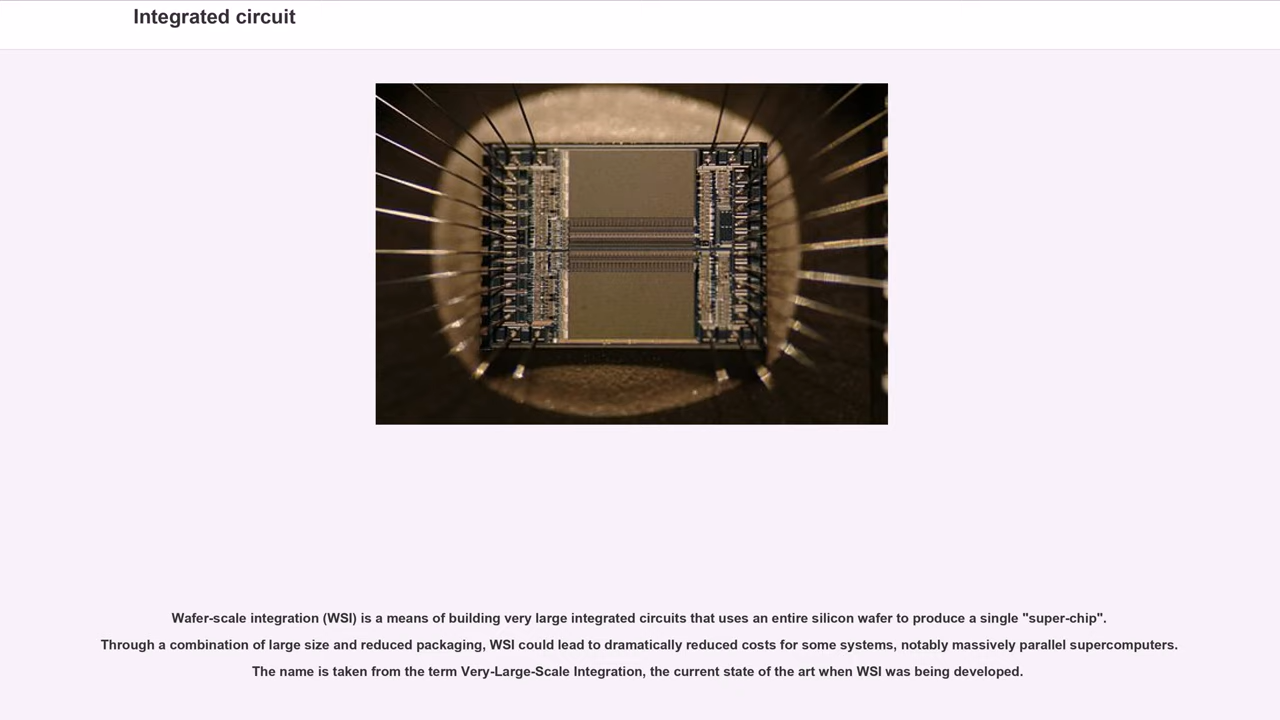 Integrated circuit
Wafer-scale integration (WSI) is a means of building very large integrated circuits that uses an entire silicon wafer to produce a single "super-chip".
Through a combination of large size and reduced packaging, WSI could lead to dramatically reduced costs for some systems, notably massively parallel supercomputers.
The name is taken from the term Very-Large-Scale Integration, the current state of the art when WSI was being developed.